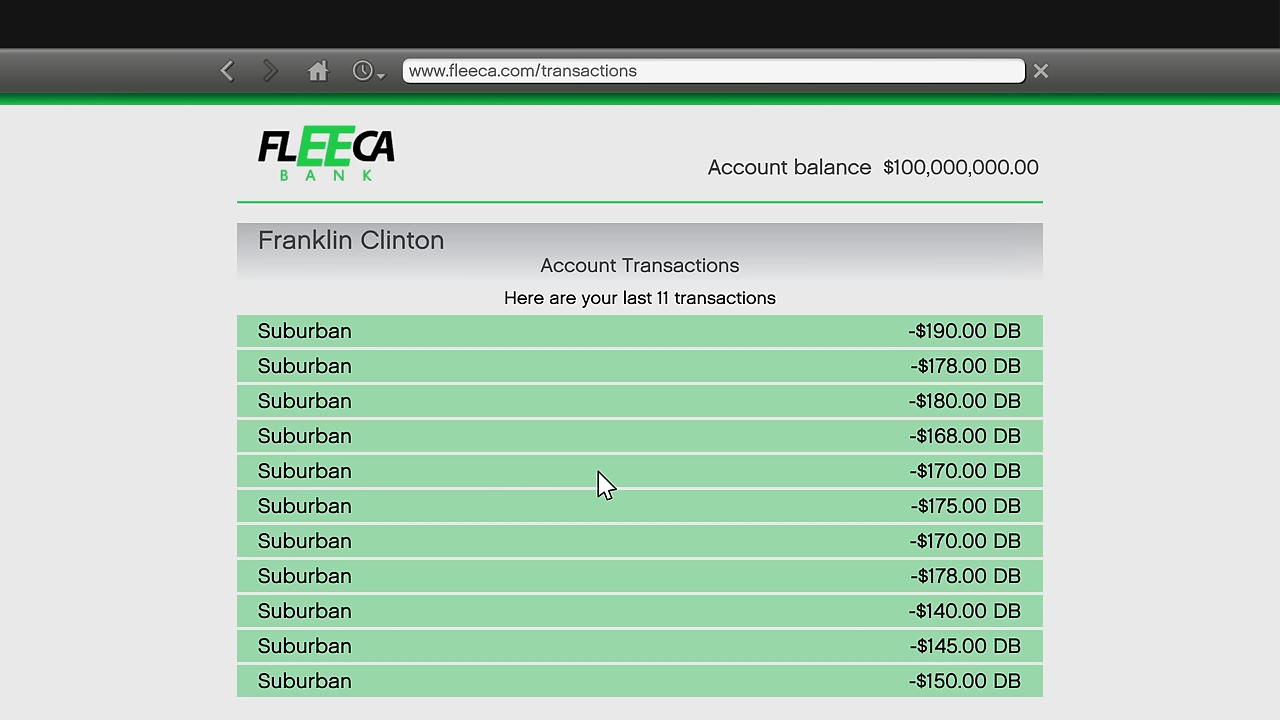 www.fleeca.com/transactions
FLEECA
BANK
Account balance $100,000,000.00
Franklin Clinton
Account Transactions
Here are your last 11 transactions
Suburban -$190.00 DB
Suburban -$178.00 DB
Suburban -$180.00 DB
Suburban -$168.00 DB
Suburban -$170.00 DB
Suburban -$175.00 DB
Suburban -$170.00 DB
Suburban -$178.00 DB
Suburban -$140.00 DB
Suburban -$145.00 DB
Suburban -$150.00 DB